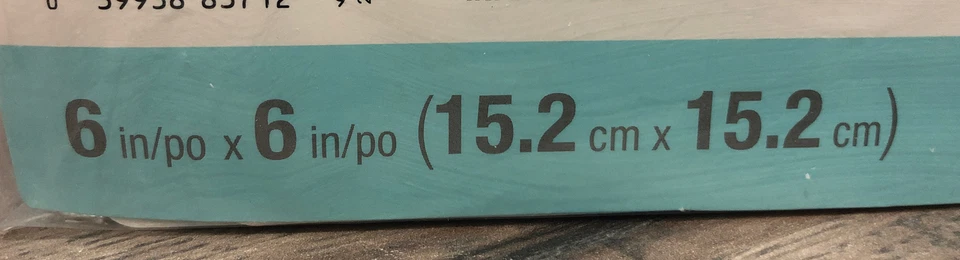 6 in/po x 6 in/po (15.2 cm x 15.2 cm)